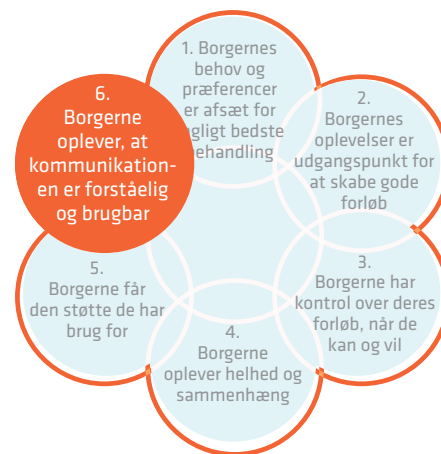 1. Borgernes
behov og
præferencer
er afsæt for
agligt bedste
ehandling
2.
Borgernes
oplevelser er
udgangspunkt for
at skabe gode
forløb
3.
Borgerne har
kontrol over deres
forløb, når de
kan og vil
4.
Borgerne
oplever helhed og
sammenhæng
5.
Borgerne får
den støtte de har
brug for
6.
Borgerne
oplever, at
kommunikation-
en er forståelig
og brugbar